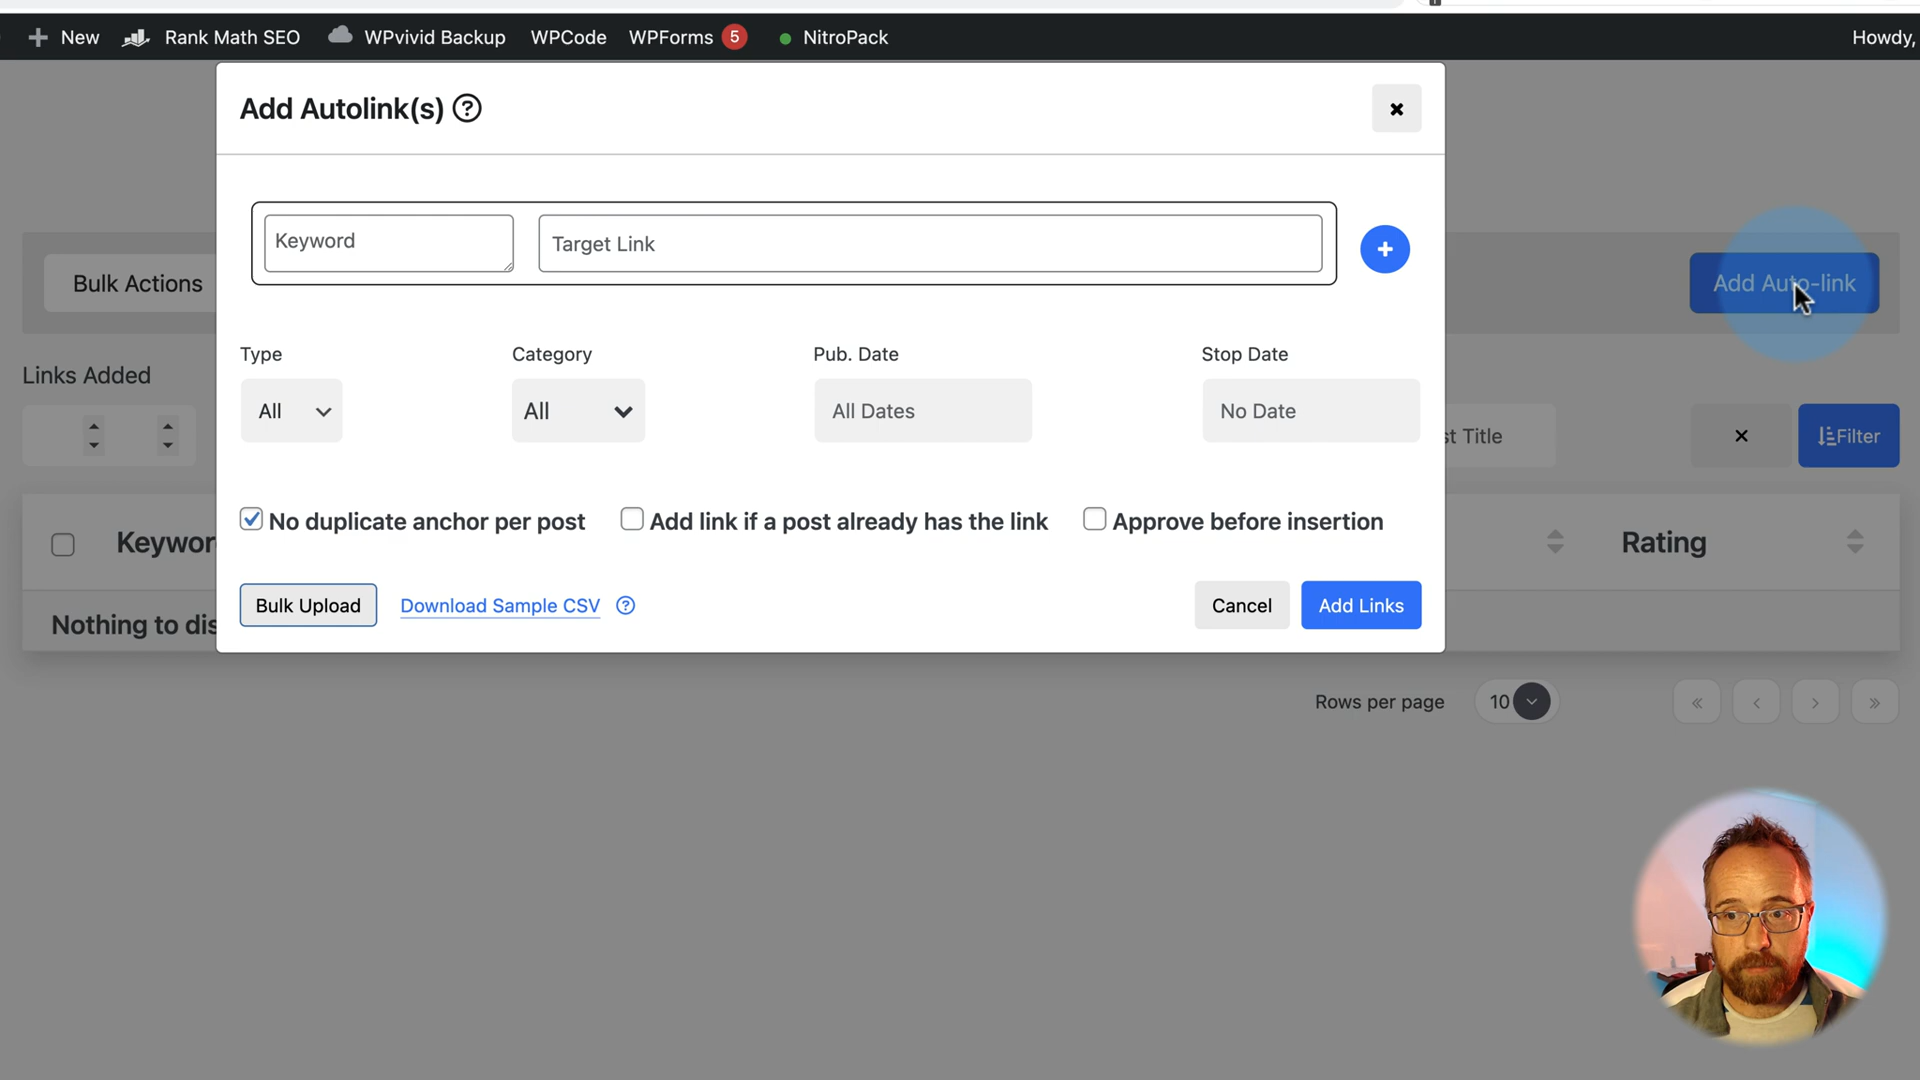 New Rank Math SEO WPvivid Backup WPCode WPForms 5 NitroPack Howdy,
Add Autolink(s) ?
Keyword Target Link
Bulk Actions Add Auto-link
Type Category Pub. Date Stop Date
Links Added
All All All Dates No Date
st Title Filter
No duplicate anchor per post Add link if a post already has the link Approve before insertion
Keywor Rating
Bulk Upload Download Sample CSV ? Cancel Add Links
Nothing to dis
Rows per page 10 « ‹ › »